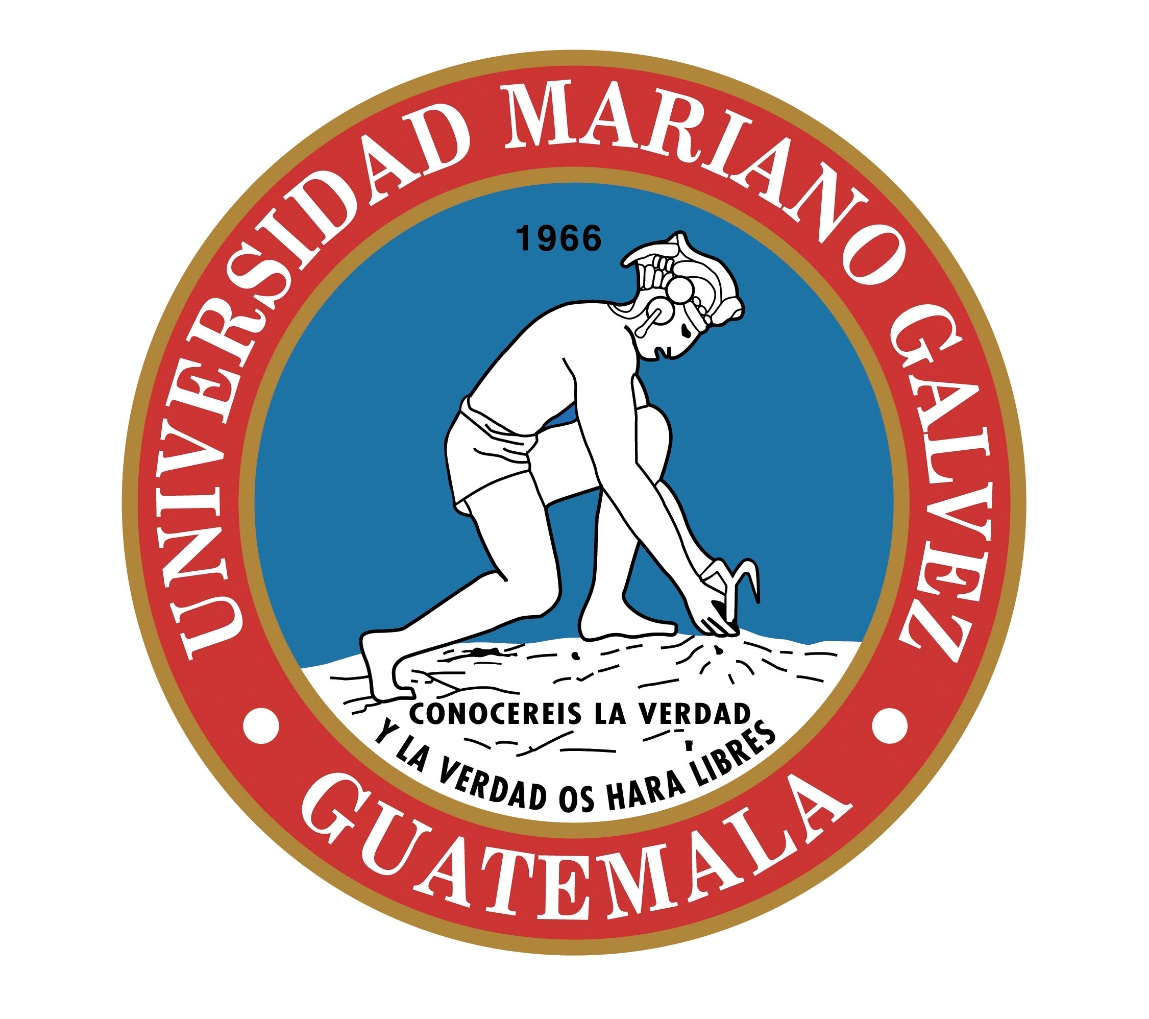 UNIVERSIDAD MARIANO GALVEZ
1966
CONOCEREIS LA VERDAD
Y LA VERDAD OS HARA LIBRES
GUATEMALA